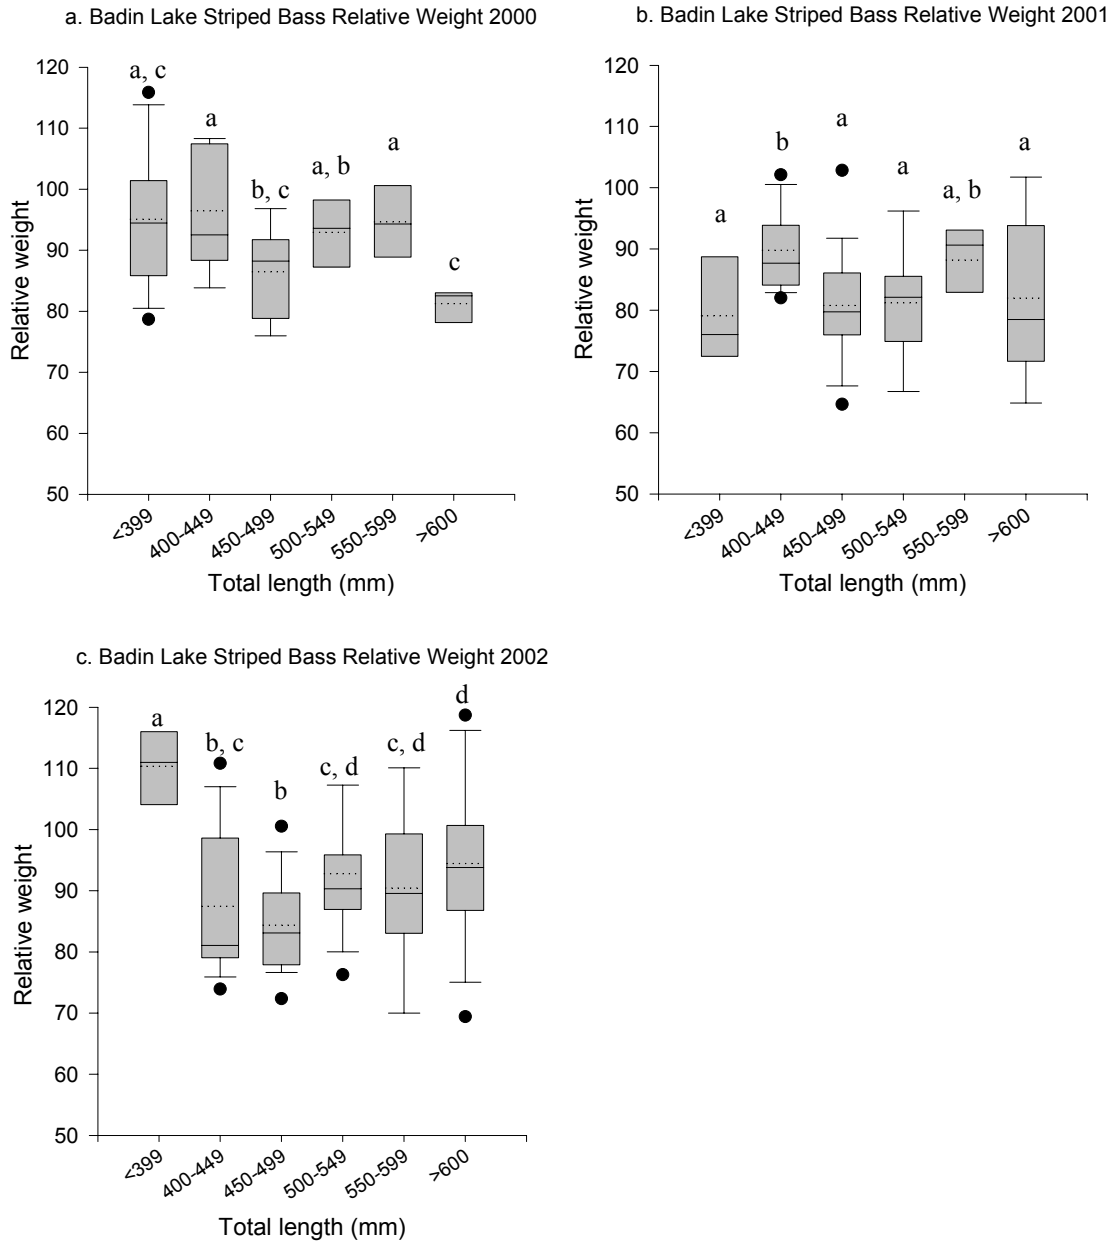 a. Badin Lake Striped Bass Relative Weight 2000
120
110
100
90
80
70
60
50
Relative weight
a, c
a
b, c
a, b
a
c
<399
400-449
450-499
500-549
550-599
>600
Total length (mm)
b. Badin Lake Striped Bass Relative Weight 2001
120
110
100
90
80
70
60
50
Relative weight
a
b
a
a
a, b
a
<399
400-449
450-499
500-549
550-599
>600
Total length (mm)
c. Badin Lake Striped Bass Relative Weight 2002
120
110
100
90
80
70
60
50
Relative weight
a
b, c
b
c, d
c, d
d
<399
400-449
450-499
500-549
550-599
>600
Total length (mm)